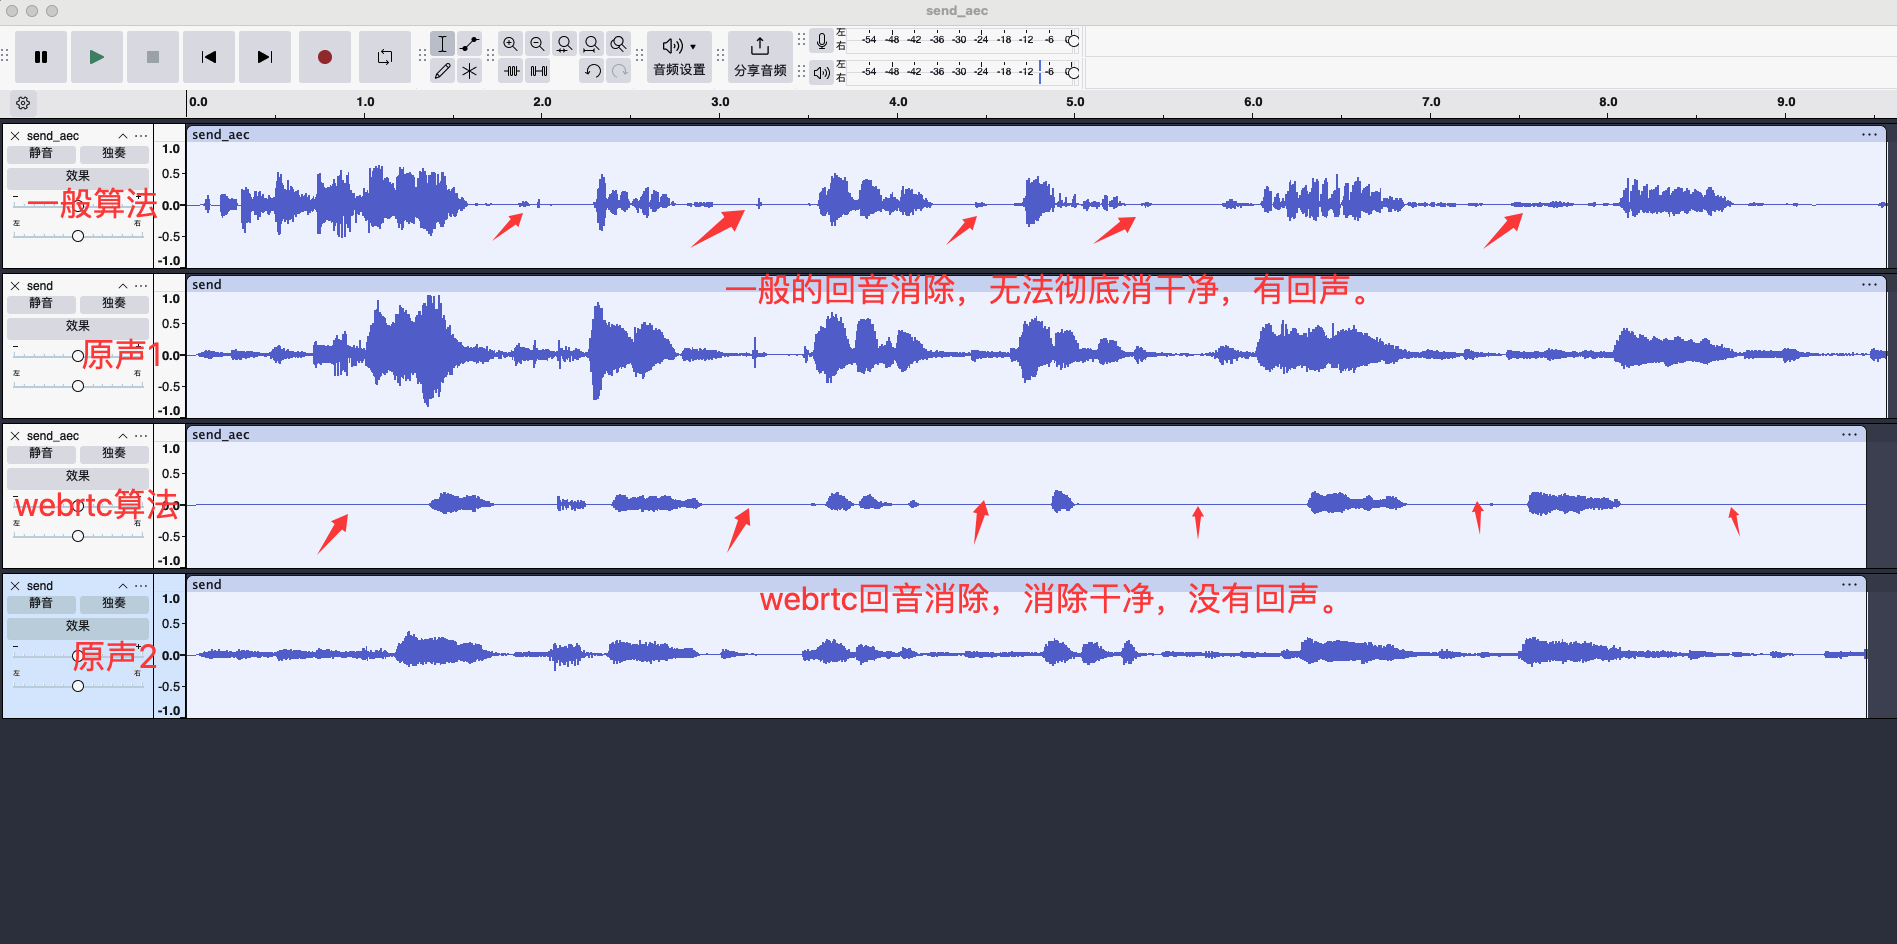 send_aec
音频设置
分享音频
左
右
-54 -48 -42 -36 -30 -24 -18 -12 -6 0
左
右
-54 -48 -42 -36 -30 -24 -18 -12 -6 0
0.0 1.0 2.0 3.0 4.0 5.0 6.0 7.0 8.0 9.0
send_aec
静音 独奏
效果
一般算法
左 右
1.0
0.5
0.0
-0.5
-1.0
send_aec
send
静音 独奏
效果
原声1
左 右
1.0
0.5
0.0
-0.5
-1.0
send
一般的回音消除，无法彻底消干净，有回声。
send_aec
静音 独奏
效果
webrtc算法
左 右
1.0
0.5
0.0
-0.5
-1.0
send_aec
send
静音 独奏
效果
原声2
左 右
1.0
0.5
0.0
-0.5
-1.0
send
webrtc回音消除，消除干净，没有回声。